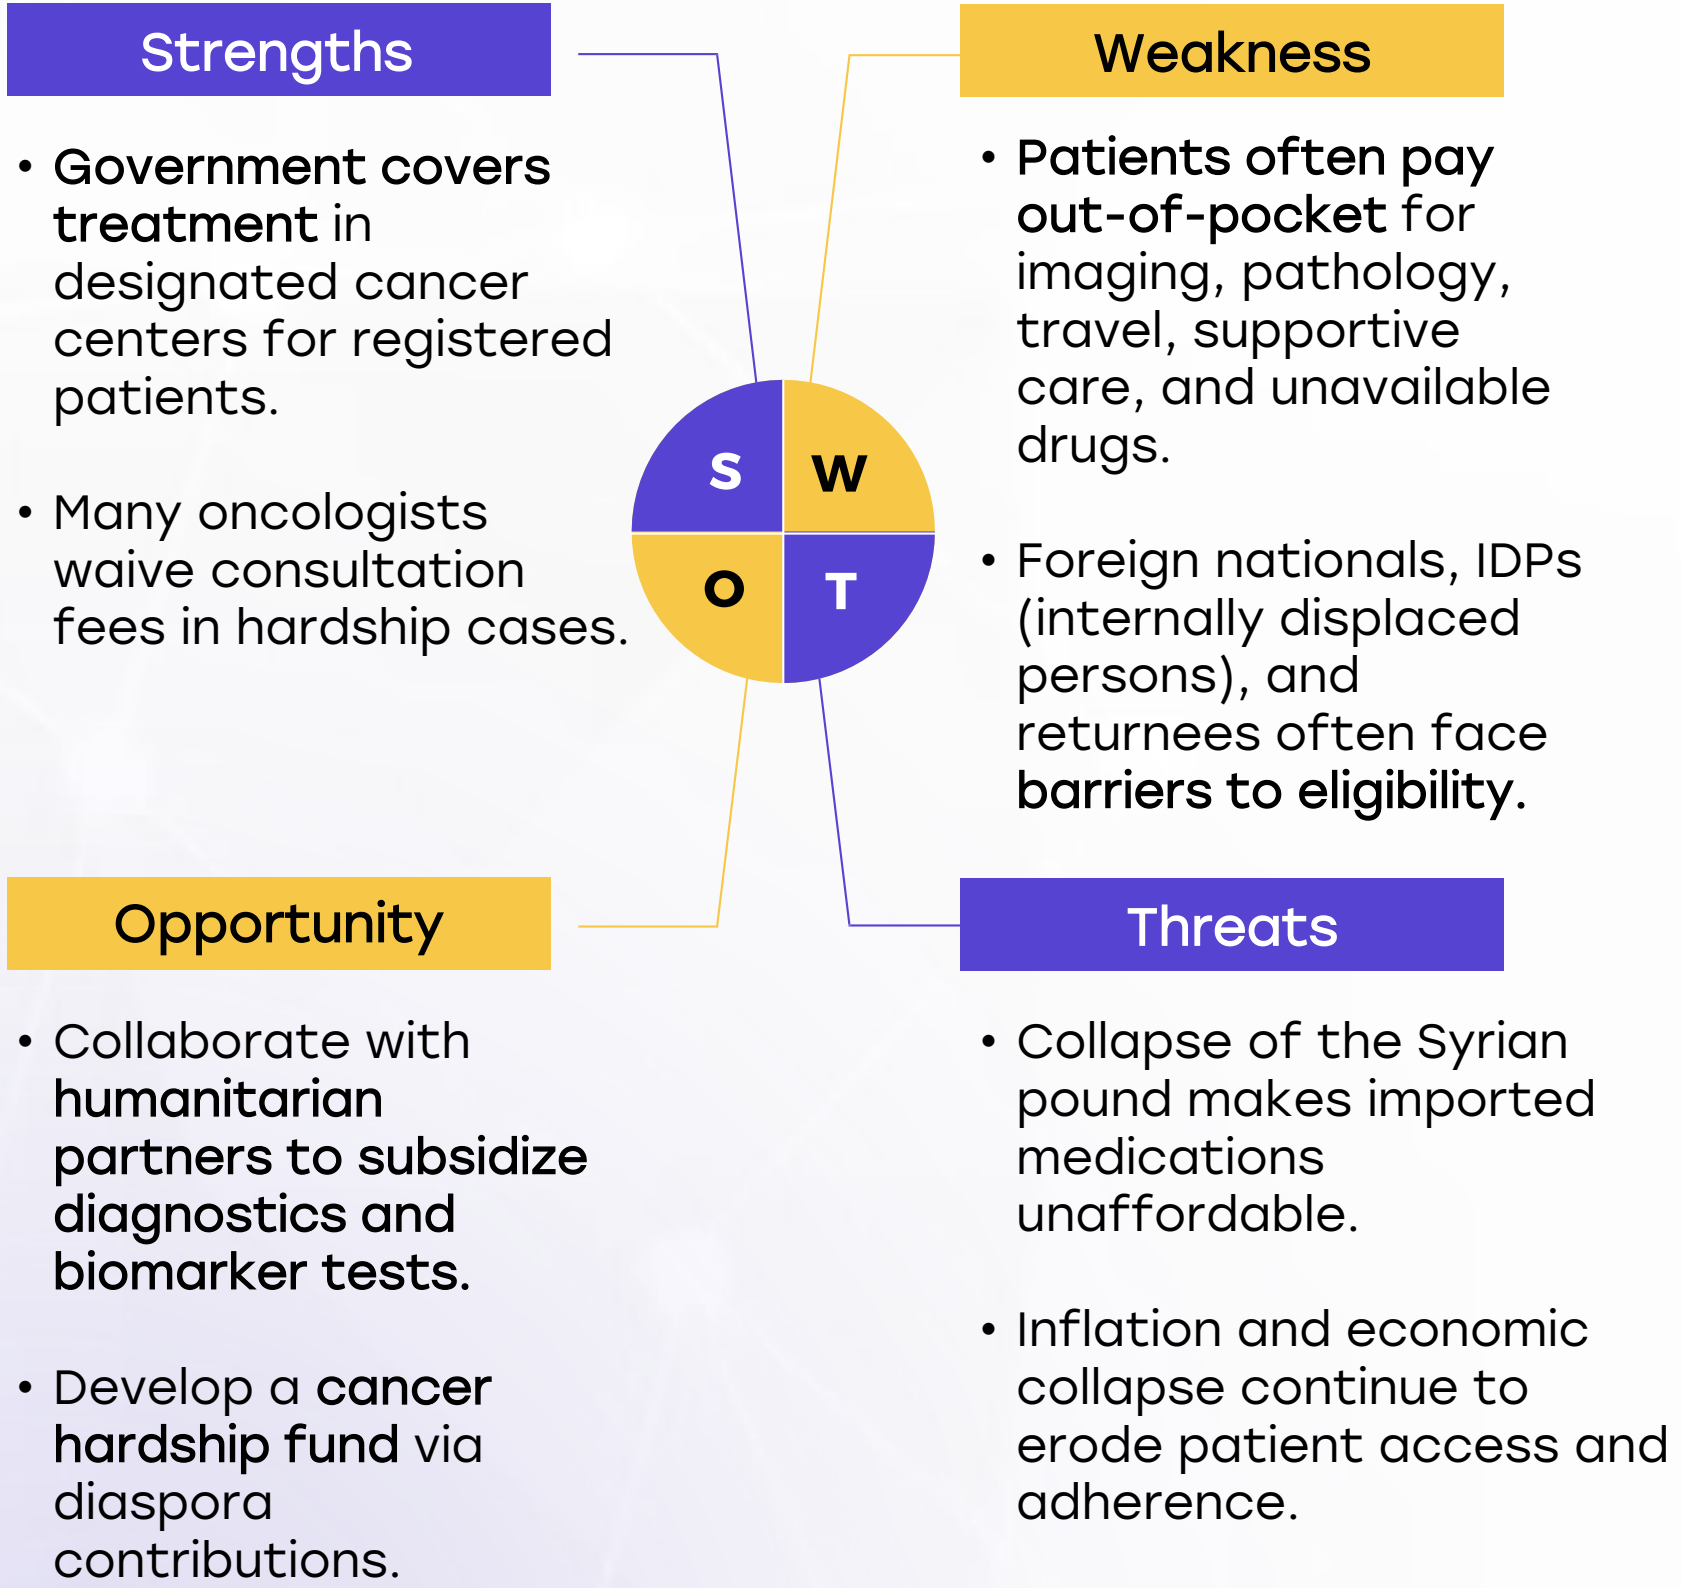 Strengths
• Government covers
treatment in
designated cancer
centers for registered
patients.
• Many oncologists
waive consultation
fees in hardship cases.
Weakness
• Patients often pay
out-of-pocket for
imaging, pathology,
travel, supportive
care, and unavailable
drugs.
• Foreign nationals, IDPs
(internally displaced
persons), and
returnees often face
barriers to eligibility.
S
W
O
T
Opportunity
• Collaborate with
humanitarian
partners to subsidize
diagnostics and
biomarker tests.
• Develop a cancer
hardship fund via
diaspora
contributions.
Threats
• Collapse of the Syrian
pound makes imported
medications
unaffordable.
• Inflation and economic
collapse continue to
erode patient access and
adherence.